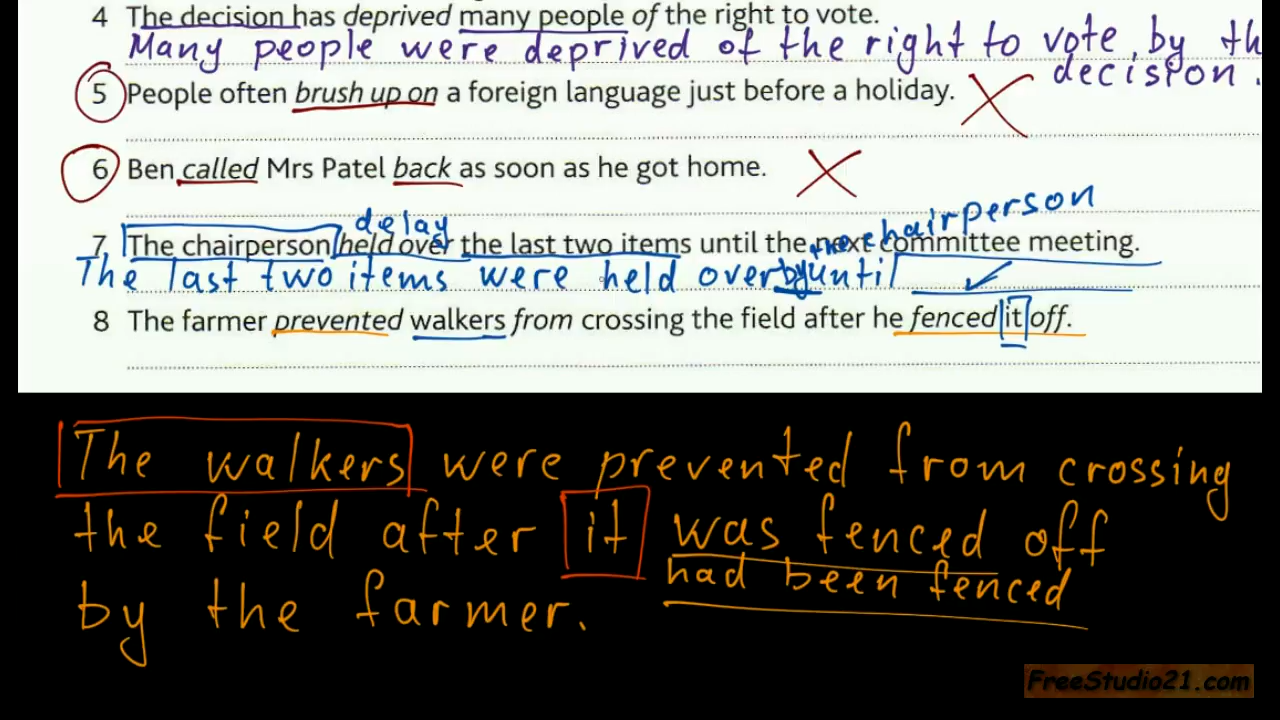 4 The decision has deprived many people of the right to vote.
Many people were deprived of the right to vote by th
decision.
5 People often brush up on a foreign language just before a holiday.
6 Ben called Mrs Patel back as soon as he got home.
delay the chairperson
7 The chairperson held over the last two items until the next committee meeting.
The last two items were held over by until
8 The farmer prevented walkers from crossing the field after he fenced it off.
The walkers were prevented from crossing
the field after it was fenced off
had been fenced
by the farmer.
FreeStudio21.com